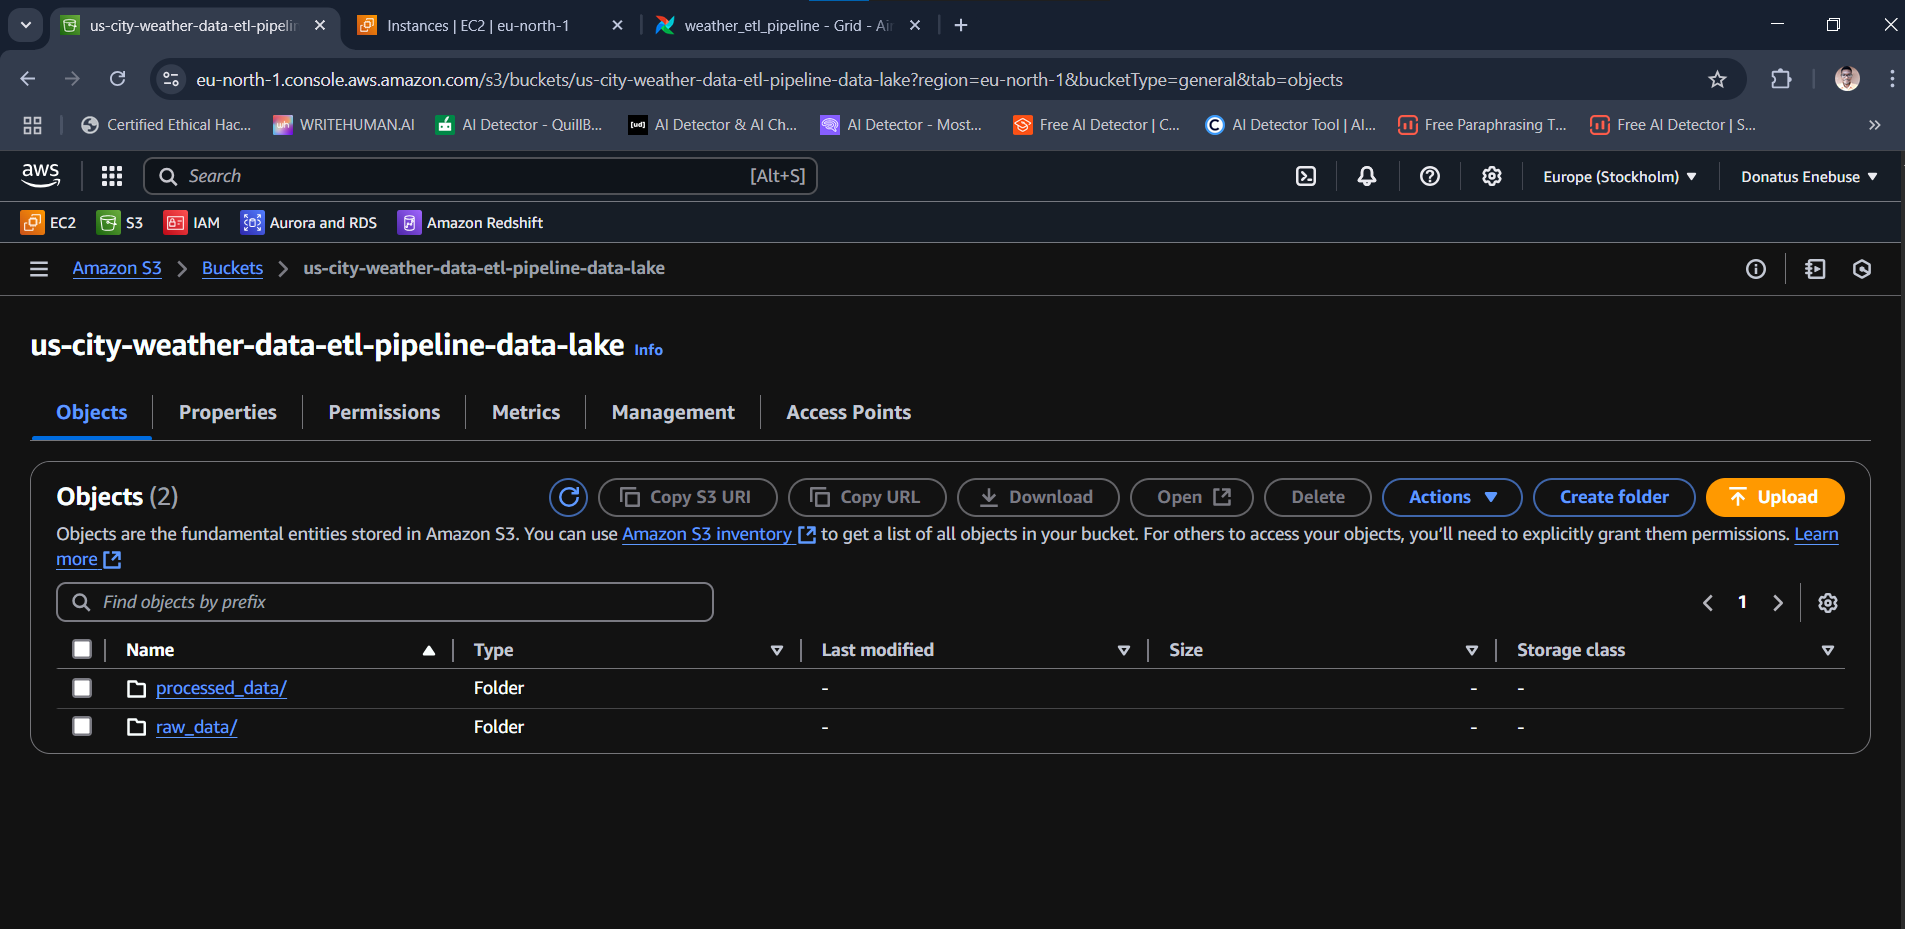 us-city-weather-data-etl-pipelin
Instances | EC2 | eu-north-1
weather_etl_pipeline - Grid - Air
eu-north-1.console.aws.amazon.com/s3/buckets/us-city-weather-data-etl-pipeline-data-lake?region=eu-north-1&bucketType=general&tab=objects
Certified Ethical Hac...
wh WRITEHUMAN.AI
AI Detector - QuillB...
[ud] AI Detector & AI Ch...
AI Detector - Most...
Free AI Detector | C...
C AI Detector Tool | AI...
Free Paraphrasing T...
Free AI Detector | S...
aws
Search
[Alt+S]
Europe (Stockholm)
Donatus Enebuse
EC2
S3
IAM
Aurora and RDS
Amazon Redshift
Amazon S3
Buckets
us-city-weather-data-etl-pipeline-data-lake
us-city-weather-data-etl-pipeline-data-lake Info
Objects
Properties
Permissions
Metrics
Management
Access Points
Objects (2)
Copy S3 URI
Copy URL
Download
Open
Delete
Actions
Create folder
Upload
Objects are the fundamental entities stored in Amazon S3. You can use Amazon S3 inventory to get a list of all objects in your bucket. For others to access your objects, you'll need to explicitly grant them permissions. Learn
more
Find objects by prefix
1
Name
Type
Last modified
Size
Storage class
processed_data/
Folder
-
-
-
raw_data/
Folder
-
-
-